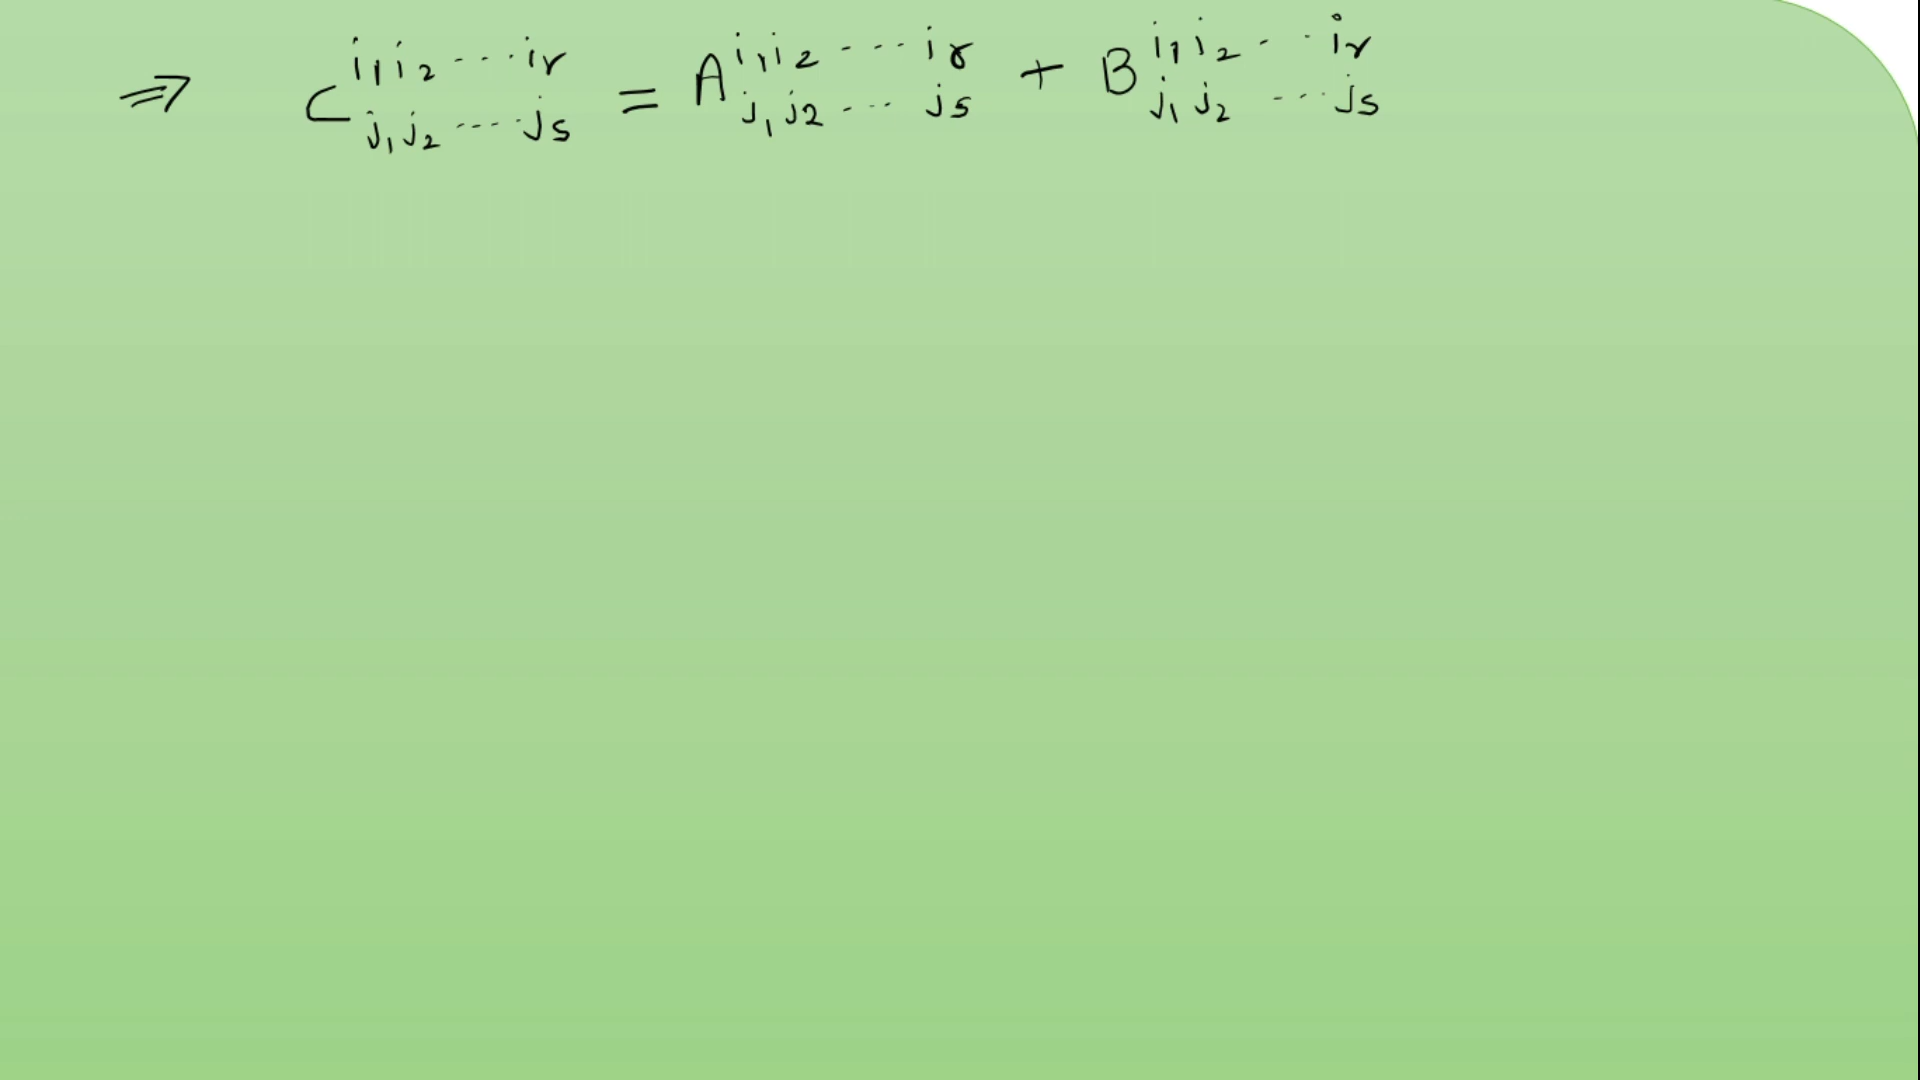 ⇒ C^{i₁i₂---ir}_{j₁j₂----js} = A^{i₁i₂----ir}_{j₁j₂---js} + B^{i₁i₂---ir}_{j₁j₂---js}